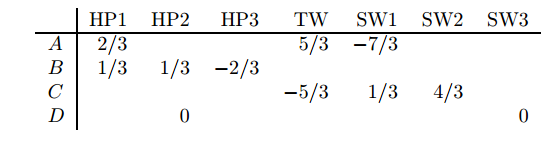 HP1 HP2 HP3 TW SW1 SW2 SW3
A 2/3 5/3 −7/3
B 1/3 1/3 −2/3
C −5/3 1/3 4/3
D 0 0